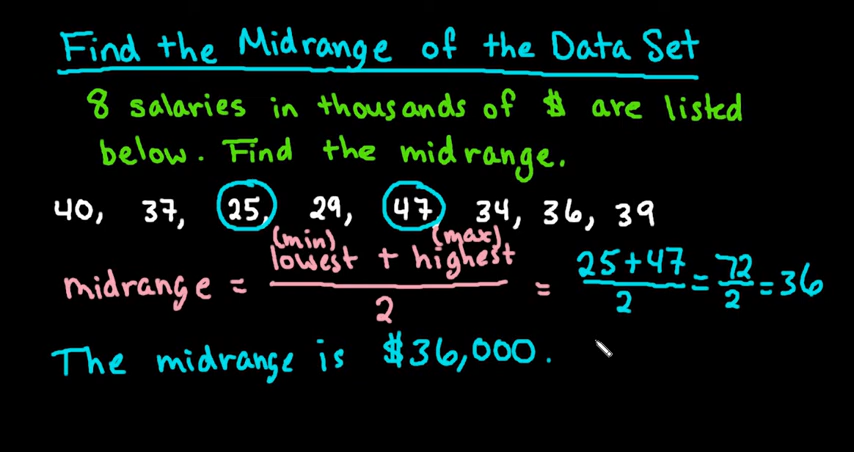 Find the Midrange of the Data Set
8 salaries in thousands of $ are listed
below. Find the midrange.
40, 37, 25, 29, 47, 34, 36, 39
(min) (max)
midrange = lowest + highest / 2 = 25+47 / 2 = 72 / 2 = 36
The midrange is $36,000.